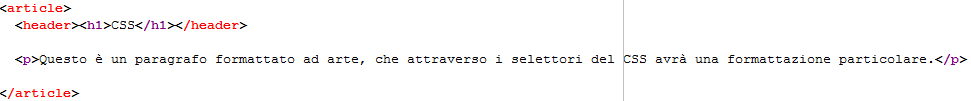 <article>
<header><h1>CSS</h1></header>
<p>Questo è un paragrafo formattato ad arte, che attraverso i selettori del CSS avrà una formattazione particolare.</p>
</article>